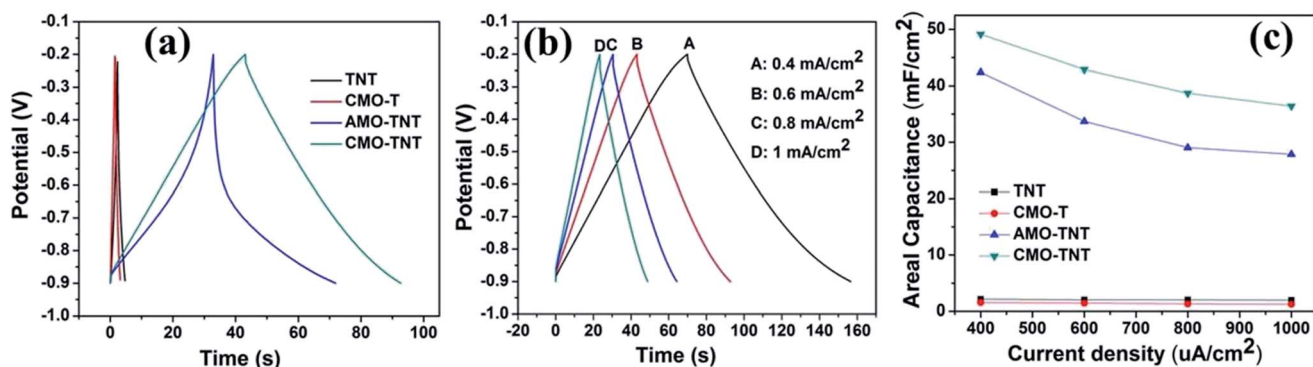 (a)
Potential (V)
-0.1
-0.2
-0.3
-0.4
-0.5
-0.6
-0.7
-0.8
-0.9
-1.0
TNT
CMO-T
AMO-TNT
CMO-TNT
0 20 40 60 80 100
Time (s)
(b)
Potential (V)
-0.1
-0.2
-0.3
-0.4
-0.5
-0.6
-0.7
-0.8
-0.9
-1.0
D C B A
A: 0.4 mA/cm²
B: 0.6 mA/cm²
C: 0.8 mA/cm²
D: 1 mA/cm²
-20 0 20 40 60 80 100 120 140 160
Time (s)
(c)
Areal Capacitance (mF/cm²)
50
40
30
20
10
0
TNT
CMO-T
AMO-TNT
CMO-TNT
400 500 600 700 800 900 1000
Current density (uA/cm²)